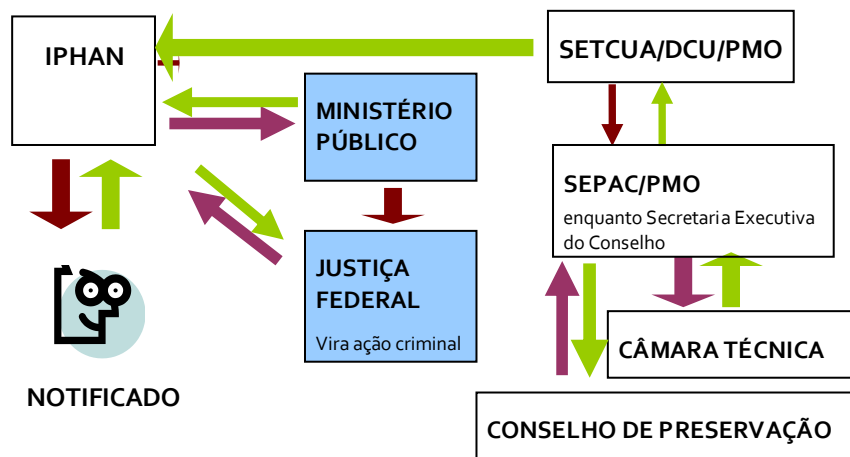 IPHAN
SETCUA/DCU/PMO
MINISTÉRIO
PÚBLICO
SEPAC/PMO
enquanto Secretaria Executiva
do Conselho
JUSTIÇA
FEDERAL
Vira ação criminal
CÂMARA TÉCNICA
NOTIFICADO
CONSELHO DE PRESERVAÇÃO